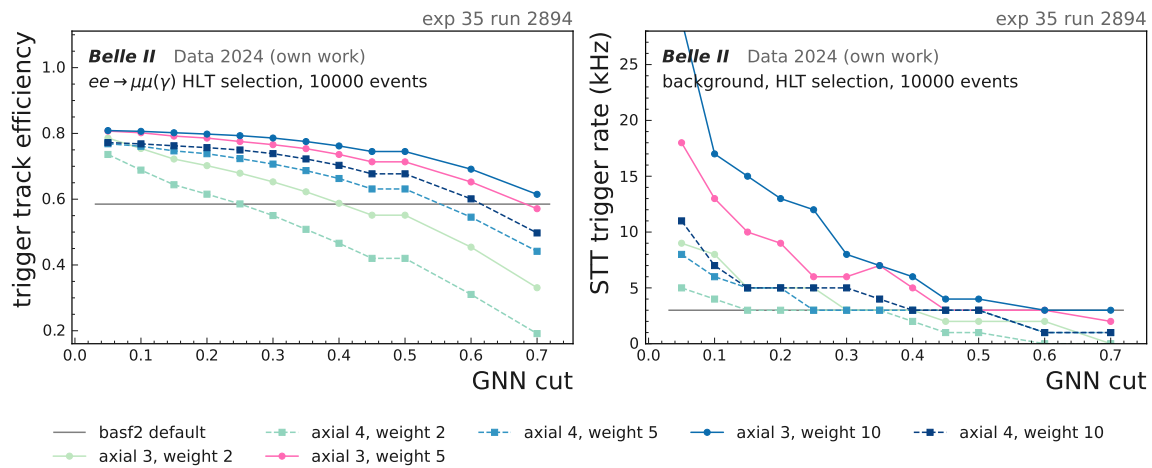 exp 35 run 2894
Belle II Data 2024 (own work)
ee→μμ(γ) HLT selection, 10000 events
trigger track efficiency
1.0
0.8
0.6
0.4
0.2
0.0 0.1 0.2 0.3 0.4 0.5 0.6 0.7
GNN cut
exp 35 run 2894
Belle II Data 2024 (own work)
background, HLT selection, 10000 events
STT trigger rate (kHz)
25
20
15
10
5
0
0.0 0.1 0.2 0.3 0.4 0.5 0.6 0.7
GNN cut
basf2 default
axial 3, weight 2
axial 4, weight 2
axial 3, weight 5
axial 4, weight 5
axial 3, weight 10
axial 4, weight 10